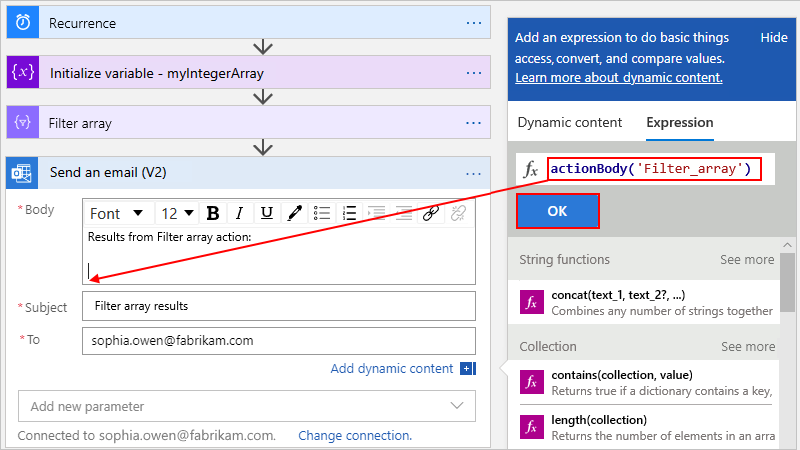 Recurrence
Initialize variable - myIntegerArray
Filter array
Send an email (V2)
* Body
Font 12 B I U
Results from Filter array action:
* Subject
Filter array results
* To
sophia.owen@fabrikam.com
Add dynamic content
Add new parameter
Connected to sophia.owen@fabrikam.com. Change connection.
Add an expression to do basic things
access, convert, and compare values.
Learn more about dynamic content.
Hide
Dynamic content Expression
fx actionBody('Filter_array')
OK
String functions See more
fx concat(text_1, text_2?, ...)
Combines any number of strings together
Collection See more
fx contains(collection, value)
Returns true if a dictionary contains a key,
fx length(collection)
Returns the number of elements in an arra